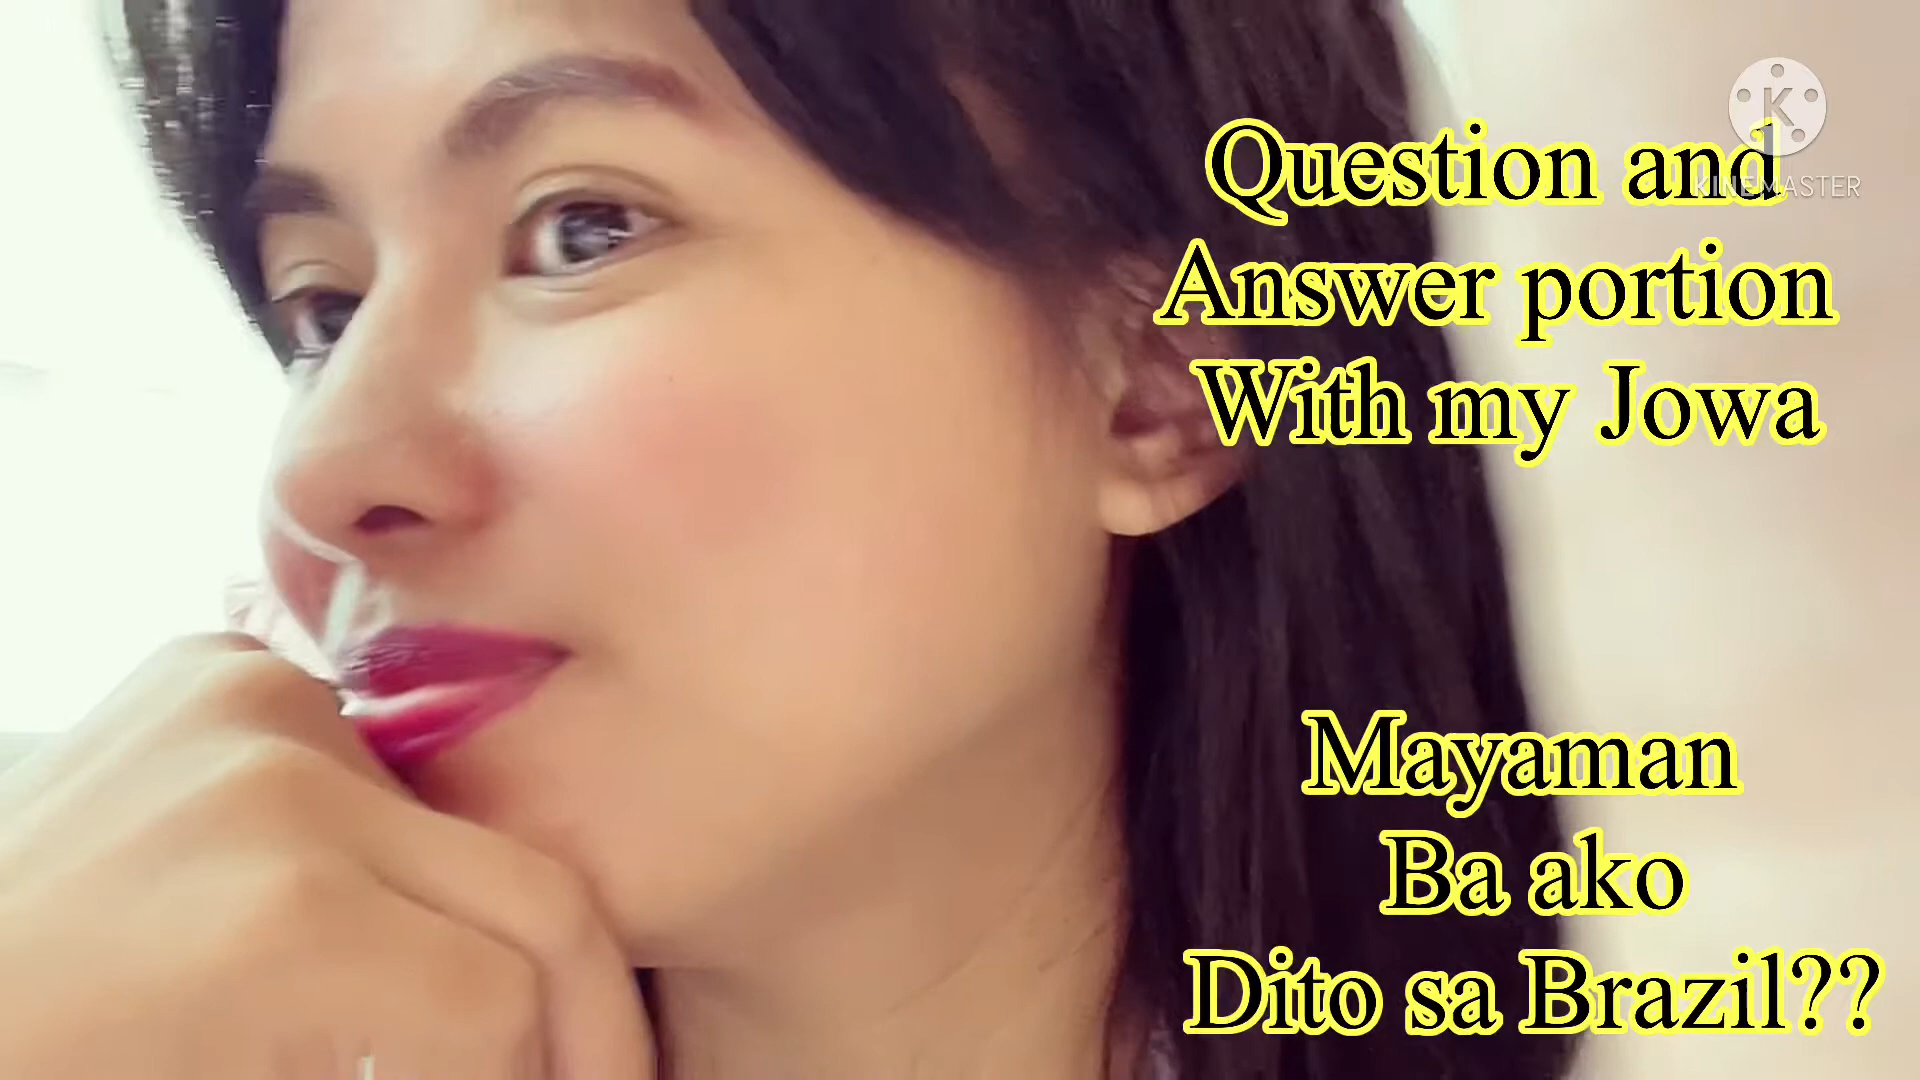 Question and
KINEMASTER
Answer portion
With my Jowa
Mayaman
Ba ako
Dito sa Brazil??